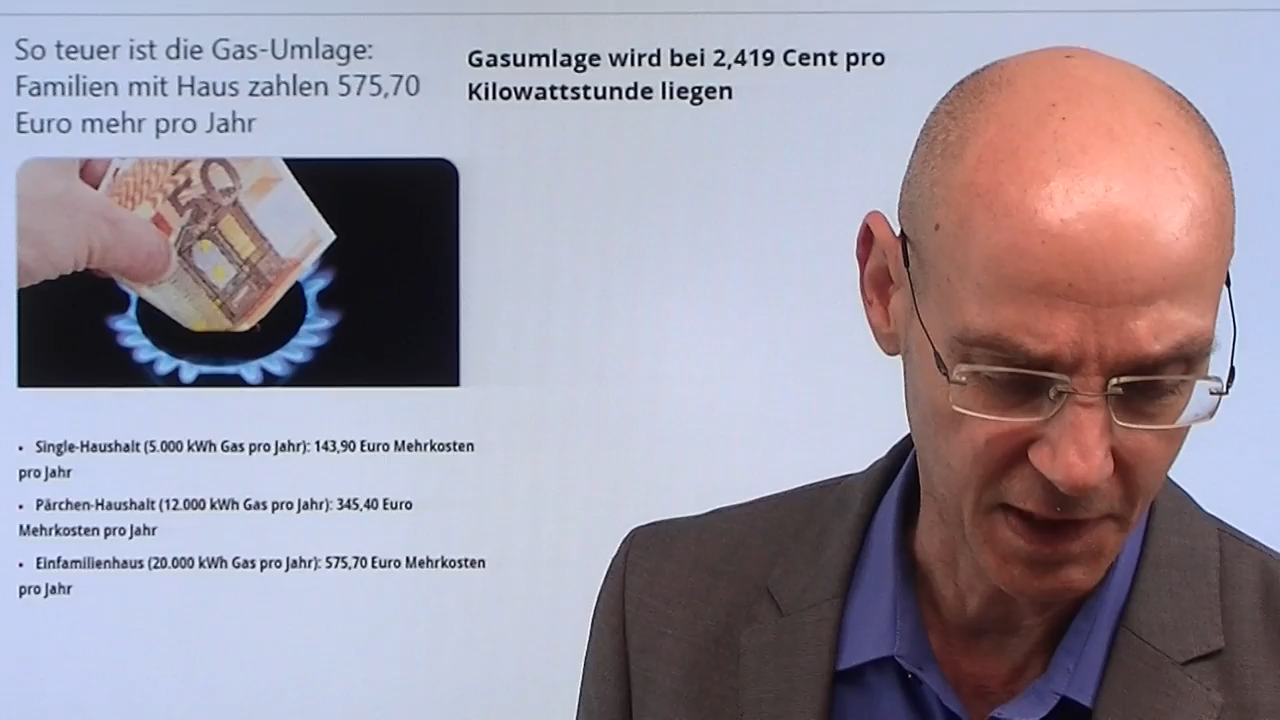 So teuer ist die Gas-Umlage:
Familien mit Haus zahlen 575,70
Euro mehr pro Jahr
Gasumlage wird bei 2,419 Cent pro
Kilowattstunde liegen
50
• Single-Haushalt (5.000 kWh Gas pro Jahr): 143,90 Euro Mehrkosten
pro Jahr
• Pärchen-Haushalt (12.000 kWh Gas pro Jahr): 345,40 Euro
Mehrkosten pro Jahr
• Einfamilienhaus (20.000 kWh Gas pro Jahr): 575,70 Euro Mehrkosten
pro Jahr